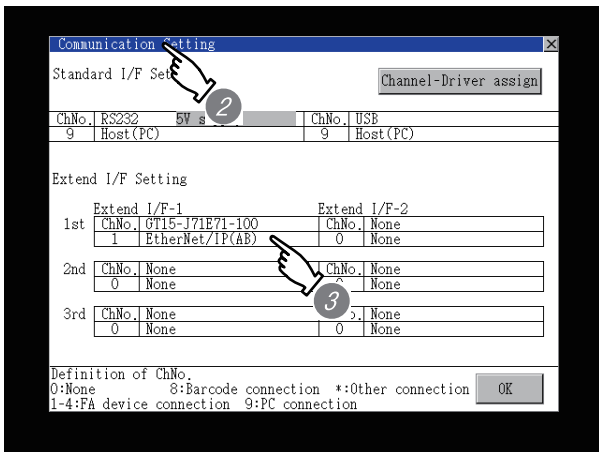 Communication Setting
Standard I/F
Channel-Driver assign
2
ChNo. RS232 5V ChNo. USB
9 Host(PC) 9 Host(PC)
Extend I/F Setting
Extend I/F-1 Extend I/F-2
1st ChNo. GT15-J71E71-100 ChNo. None
1 EtherNet/IP(AB) 0 None
2nd ChNo. None ChNo. None
0 None None
3
3rd ChNo. None None
0 None 0 None
Definition of ChNo.
0:None 8:Barcode connection *:Other connection
OK
1-4:FA device connection 9:PC connection